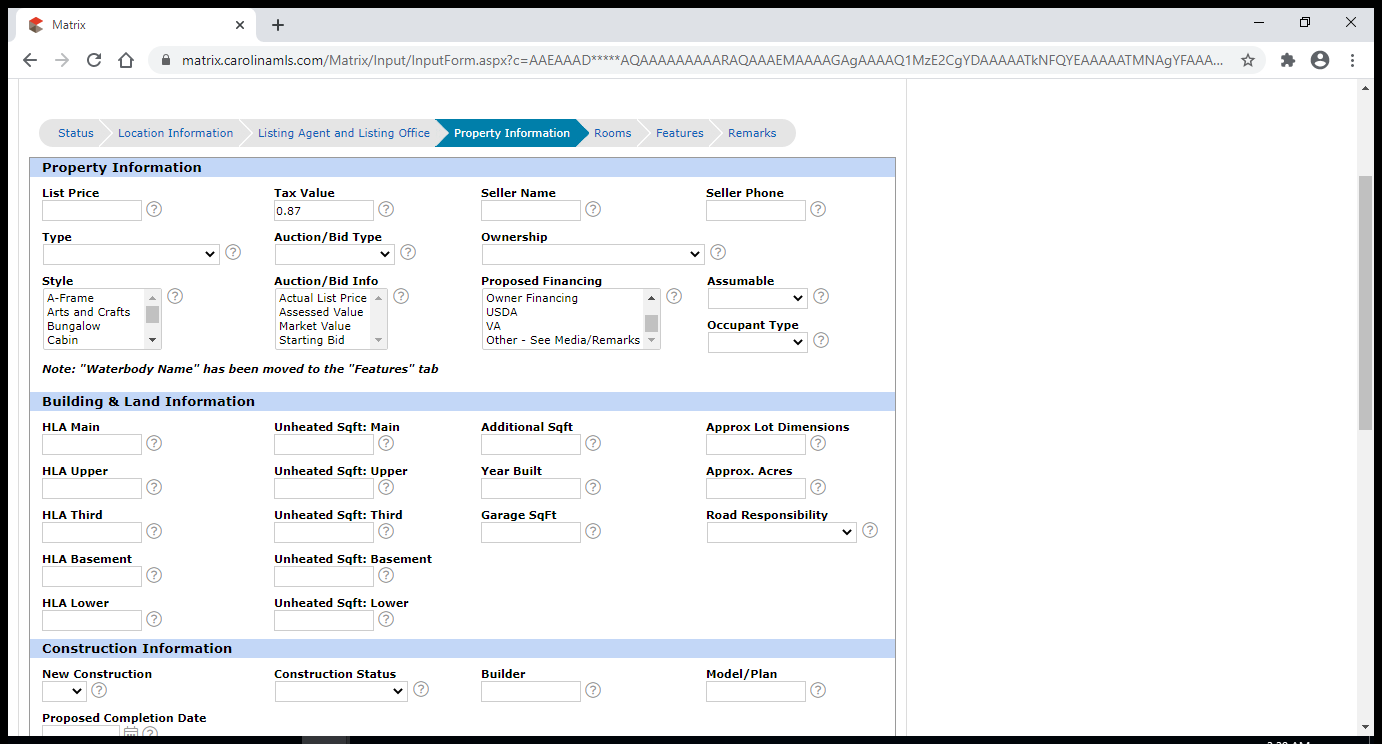 Matrix
matrix.carolinamls.com/Matrix/Input/InputForm.aspx?c=AAEAAAD*****AQAAAAAAAAARAQAAAEMAAAAGAgAAAAQ1MzE2CgYDAAAAATkNFQYEAAAAATMNAgYFAAA...
Status Location Information Listing Agent and Listing Office Property Information Rooms Features Remarks
Property Information
List Price Tax Value Seller Name Seller Phone
0.87
Type Auction/Bid Type Ownership
Style Auction/Bid Info Proposed Financing Assumable
A-Frame Actual List Price Owner Financing
Arts and Crafts Assessed Value USDA
Bungalow Market Value VA Occupant Type
Cabin Starting Bid Other - See Media/Remarks
Note: "Waterbody Name" has been moved to the "Features" tab
Building & Land Information
HLA Main Unheated Sqft: Main Additional Sqft Approx Lot Dimensions
HLA Upper Unheated Sqft: Upper Year Built Approx. Acres
HLA Third Unheated Sqft: Third Garage SqFt Road Responsibility
HLA Basement Unheated Sqft: Basement
HLA Lower Unheated Sqft: Lower
Construction Information
New Construction Construction Status Builder Model/Plan
Proposed Completion Date